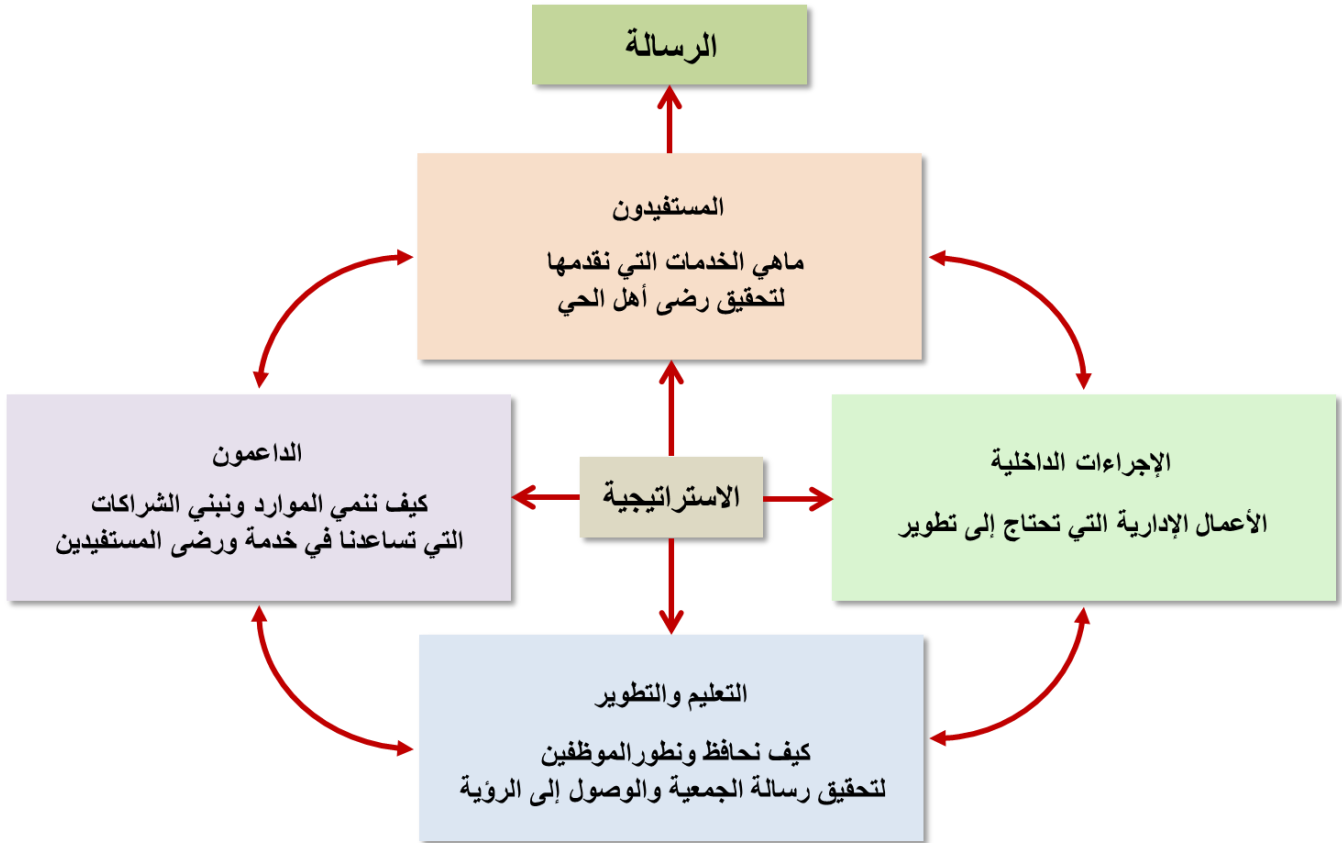 الرسالة
المستفيدون
ماهي الخدمات التي نقدمها
لتحقيق رضى أهل الحي
الإجراءات الداخلية
الأعمال الإدارية التي تحتاج إلى تطوير
الاستراتيجية
الداعمون
كيف ننمي الموارد ونبني الشراكات
التي تساعدنا في خدمة ورضى المستفيدين
التعليم والتطوير
كيف نحافظ ونطورالموظفين
لتحقيق رسالة الجمعية والوصول إلى الرؤية